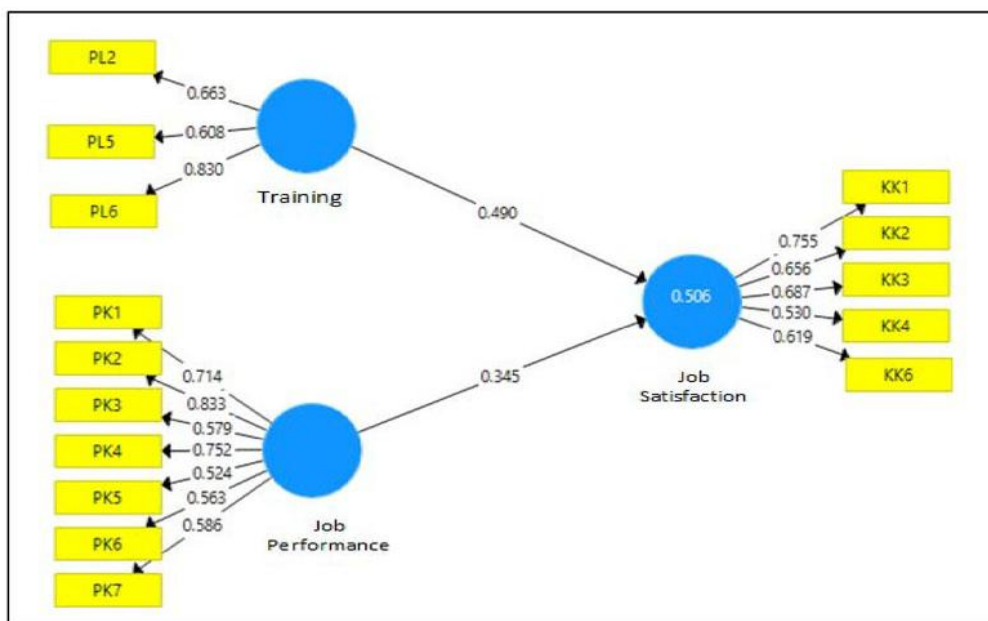 PL2
0.663
PL5
0.608
PL6
0.830
Training
0.490
PK1
0.714
PK2
0.833
PK3
0.579
PK4
0.752
PK5
0.524
PK6
0.563
PK7
0.586
Job
Performance
0.345
0.506
Job
Satisfaction
KK1
0.755
KK2
0.656
KK3
0.687
KK4
0.530
KK6
0.619